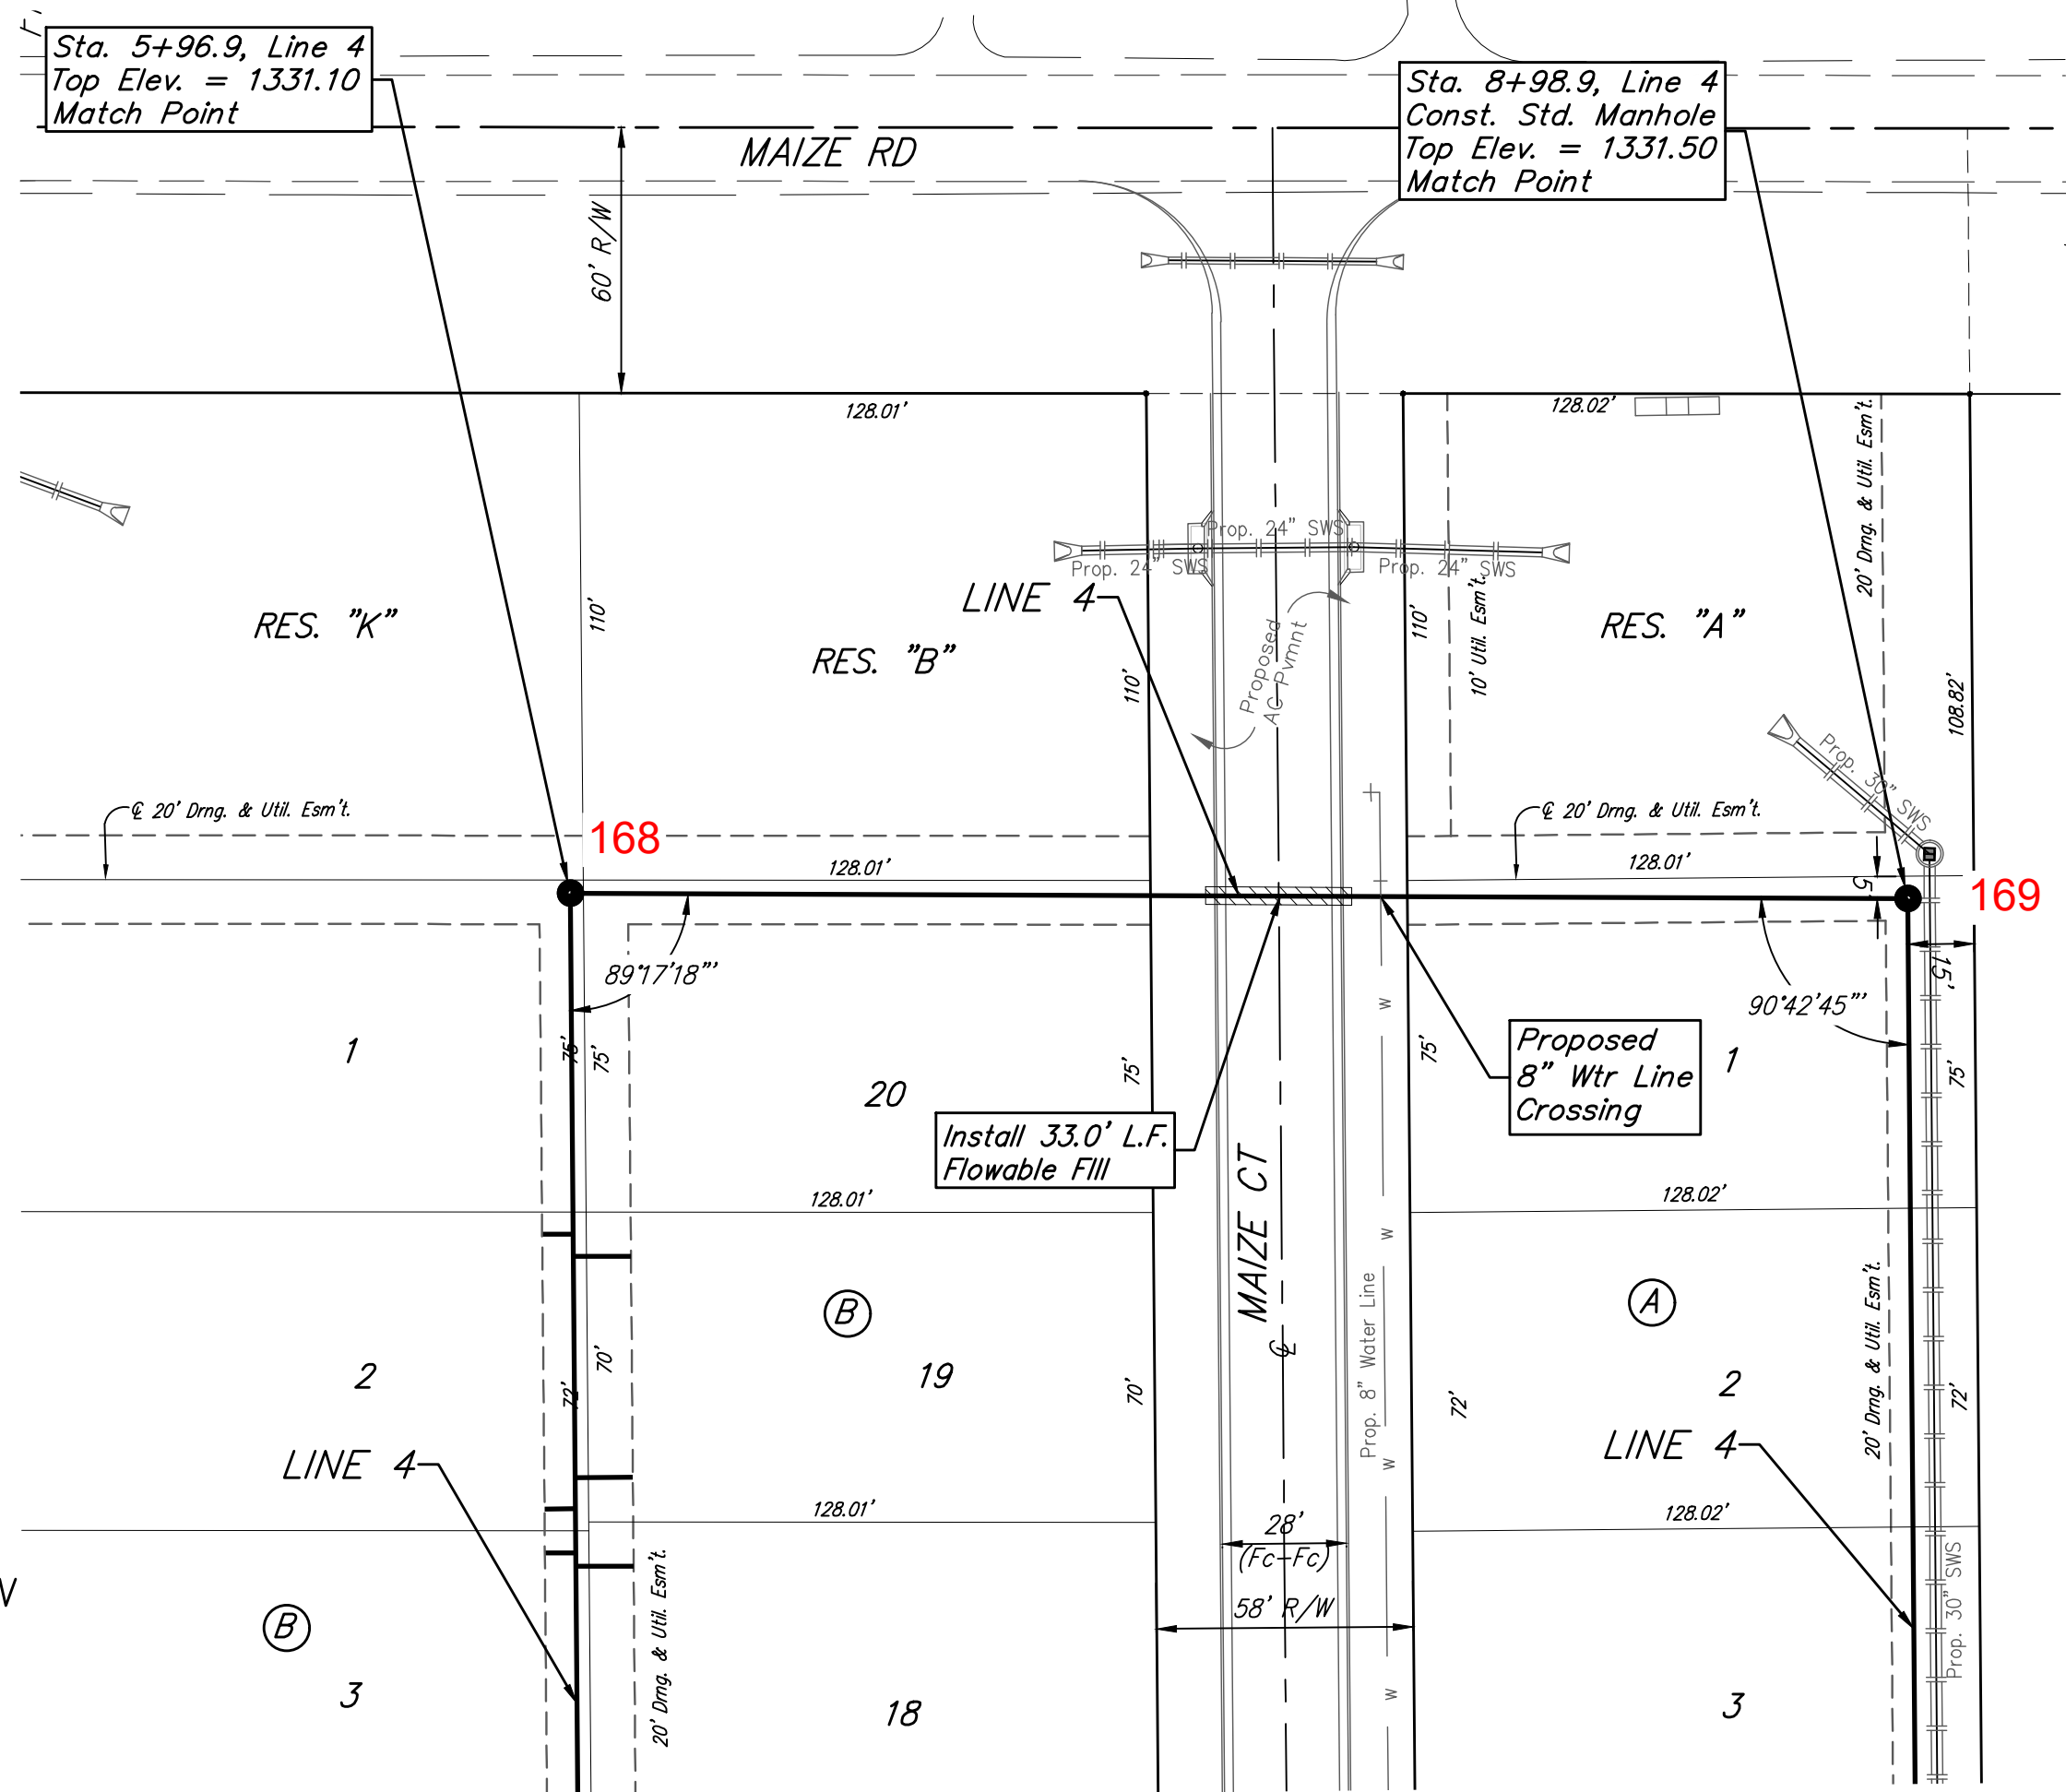 Sta. 5+96.9, Line 4
Top Elev. = 1331.10
Match Point
Sta. 8+98.9, Line 4
Const. Std. Manhole
Top Elev. = 1331.50
Match Point
MAIZE RD
60' R/W
128.01'
128.02'
20' Drng. & Util. Esm't.
Prop. 24" SWS
Prop. 24" SWS
Prop. 24" SWS
LINE 4
RES. "K"
110'
RES. "B"
110'
Proposed
AC Pvmnt
110'
10' Util. Esm't.
RES. "A"
108.82'
Prop. 30" SWS
℄ 20' Drng. & Util. Esm't.
℄ 20' Drng. & Util. Esm't.
168
128.01'
128.01'
5'
169
89°17'18"'
15'
90°42'45"'
1
75'
75'
20
75'
75'
Proposed
8" Wtr Line
Crossing
1
75'
W
Install 33.0' L.F.
Flowable FIll
128.01'
MAIZE CT
℄
128.02'
W
B
A
Prop. 8" Water Line
20' Drng. & Util. Esm't.
2
72'
70'
19
70'
72'
2
72'
LINE 4
W
LINE 4
128.01'
28'
(Fc-Fc)
128.02'
58' R/W
20' Drng. & Util. Esm't.
Prop. 30" SWS
B
3
18
W
3